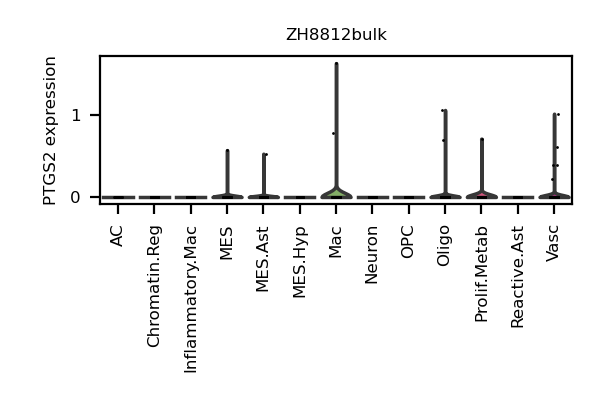 ZH8812bulk
PTGS2 expression
1
0
AC
Chromatin.Reg
Inflammatory.Mac
MES
MES.Ast
MES.Hyp
Mac
Neuron
OPC
Oligo
Prolif.Metab
Reactive.Ast
Vasc